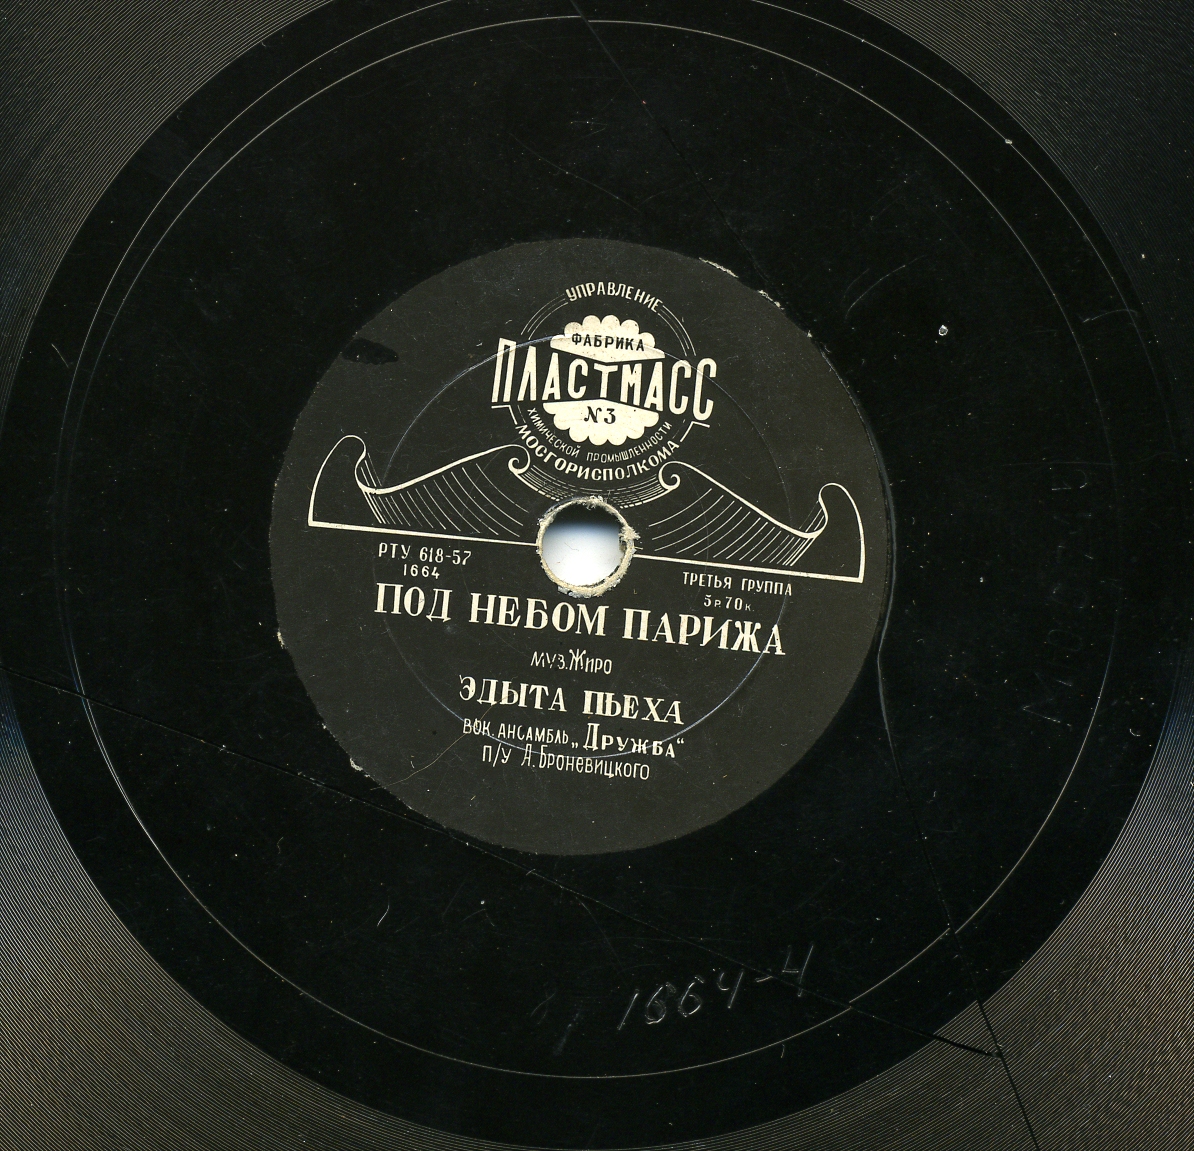 УПРАВЛЕНИЕ
ФАБРИКА
ПЛАСТМАСС
№3
ХИМИЧЕСКОЙ ПРОМЫШЛЕННОСТИ
МОСГОРИСПОЛКОМА
РТУ 618-57
1664
ТРЕТЬЯ ГРУППА
5р.70к.
ПОД НЕБОМ ПАРИЖА
муз. Жиро
ЭДЫТА ПЬЕХА
вок. ансамбль „Дружба“
п/у А. Броневицкого
1664-4